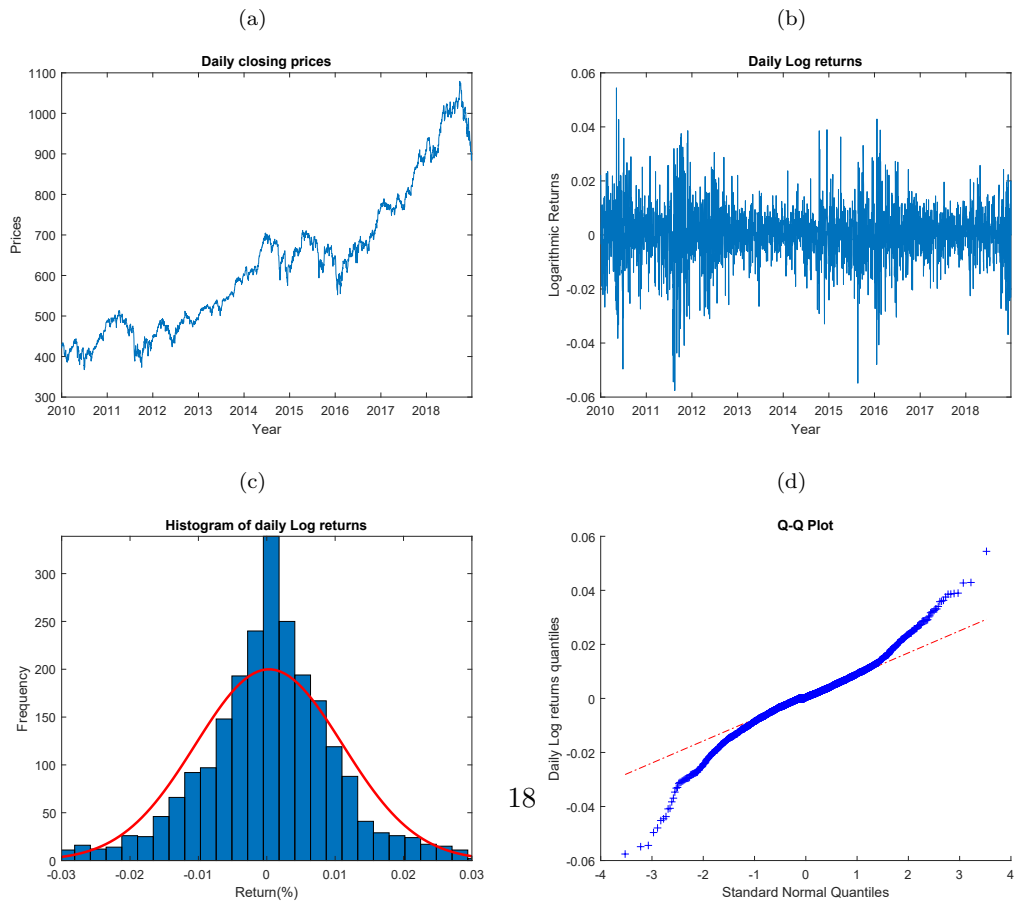 (a)
Daily closing prices
1100
1000
900
800
700
600
500
400
300
Prices
2010 2011 2012 2013 2014 2015 2016 2017 2018
Year
(b)
Daily Log returns
0.06
0.04
0.02
0
-0.02
-0.04
-0.06
Logarithmic Returns
2010 2011 2012 2013 2014 2015 2016 2017 2018
Year
(c)
Histogram of daily Log returns
300
250
200
150
100
50
0
Frequency
-0.03 -0.02 -0.01 0 0.01 0.02 0.03
Return(%)
(d)
Q-Q Plot
0.06
0.04
0.02
0
-0.02
-0.04
-0.06
Daily Log returns quantiles
-4 -3 -2 -1 0 1 2 3 4
Standard Normal Quantiles
18